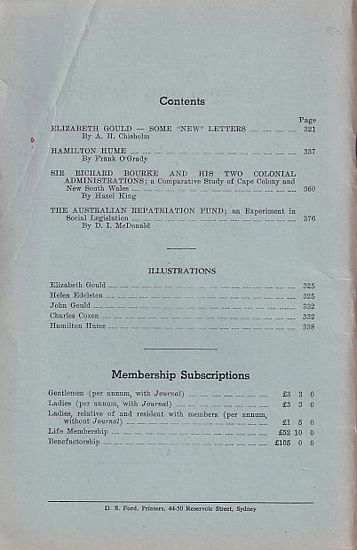 Contents
Page
ELIZABETH GOULD — SOME "NEW" LETTERS .... .... .... 321
By A. H. Chisholm
HAMILTON HUME .... .... .... .... .... .... .... .... .... .... 337
By Frank O'Grady
SIR RICHARD BOURKE AND HIS TWO COLONIAL
ADMINISTRATIONS; a Comparative Study of Cape Colony and
New South Wales .... .... .... .... .... .... .... .... .... 360
By Hazel King
THE AUSTRALIAN REPATRIATION FUND; an Experiment in
Social Legislation .... .... .... .... .... .... .... .... .... 376
By D. I. McDonald
ILLUSTRATIONS
Elizabeth Gould .... .... .... .... .... .... .... .... .... .... 325
Helen Edelsten .... .... .... .... .... .... .... .... .... .... 325
John Gould .... .... .... .... .... .... .... .... .... .... .... 332
Charles Coxen .... .... .... .... .... .... .... .... .... .... 332
Hamilton Hume .... .... .... .... .... .... .... .... .... .... 338
Membership Subscriptions
Gentlemen (per annum, with Journal) .... .... .... .... .... £3 3 0
Ladies (per annum, with Journal) .... .... .... .... .... .... £3 3 0
Ladies, relative of and resident with members (per annum,
without Journal) .... .... .... .... .... .... .... .... £1 5 0
Life Membership .... .... .... .... .... .... .... .... .... £52 10 0
Benefactorship .... .... .... .... .... .... .... .... .... £105 0 0
D. S. Ford, Printers, 44-50 Reservoir Street, Sydney